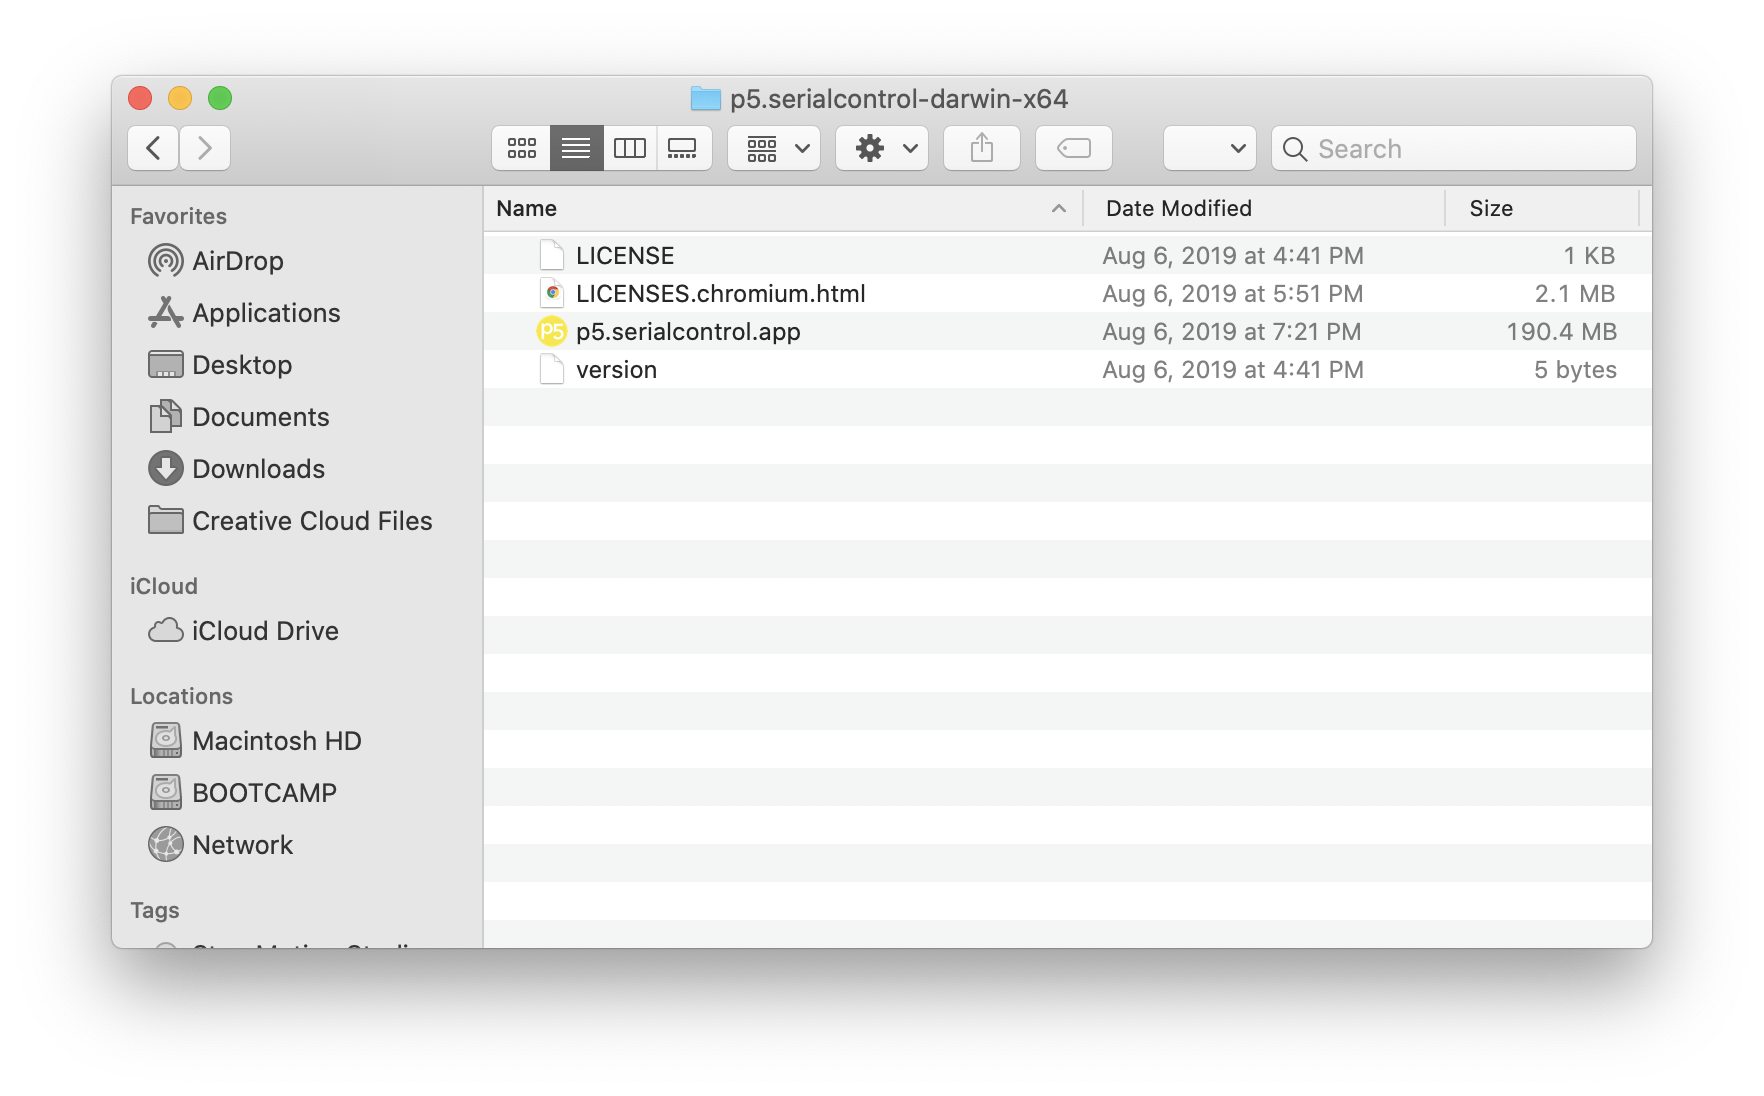 p5.serialcontrol-darwin-x64
Search
Favorites
AirDrop
Applications
Desktop
Documents
Downloads
Creative Cloud Files
iCloud
iCloud Drive
Locations
Macintosh HD
BOOTCAMP
Network
Tags
Name Date Modified Size
LICENSE Aug 6, 2019 at 4:41 PM 1 KB
LICENSES.chromium.html Aug 6, 2019 at 5:51 PM 2.1 MB
p5 p5.serialcontrol.app Aug 6, 2019 at 7:21 PM 190.4 MB
version Aug 6, 2019 at 4:41 PM 5 bytes